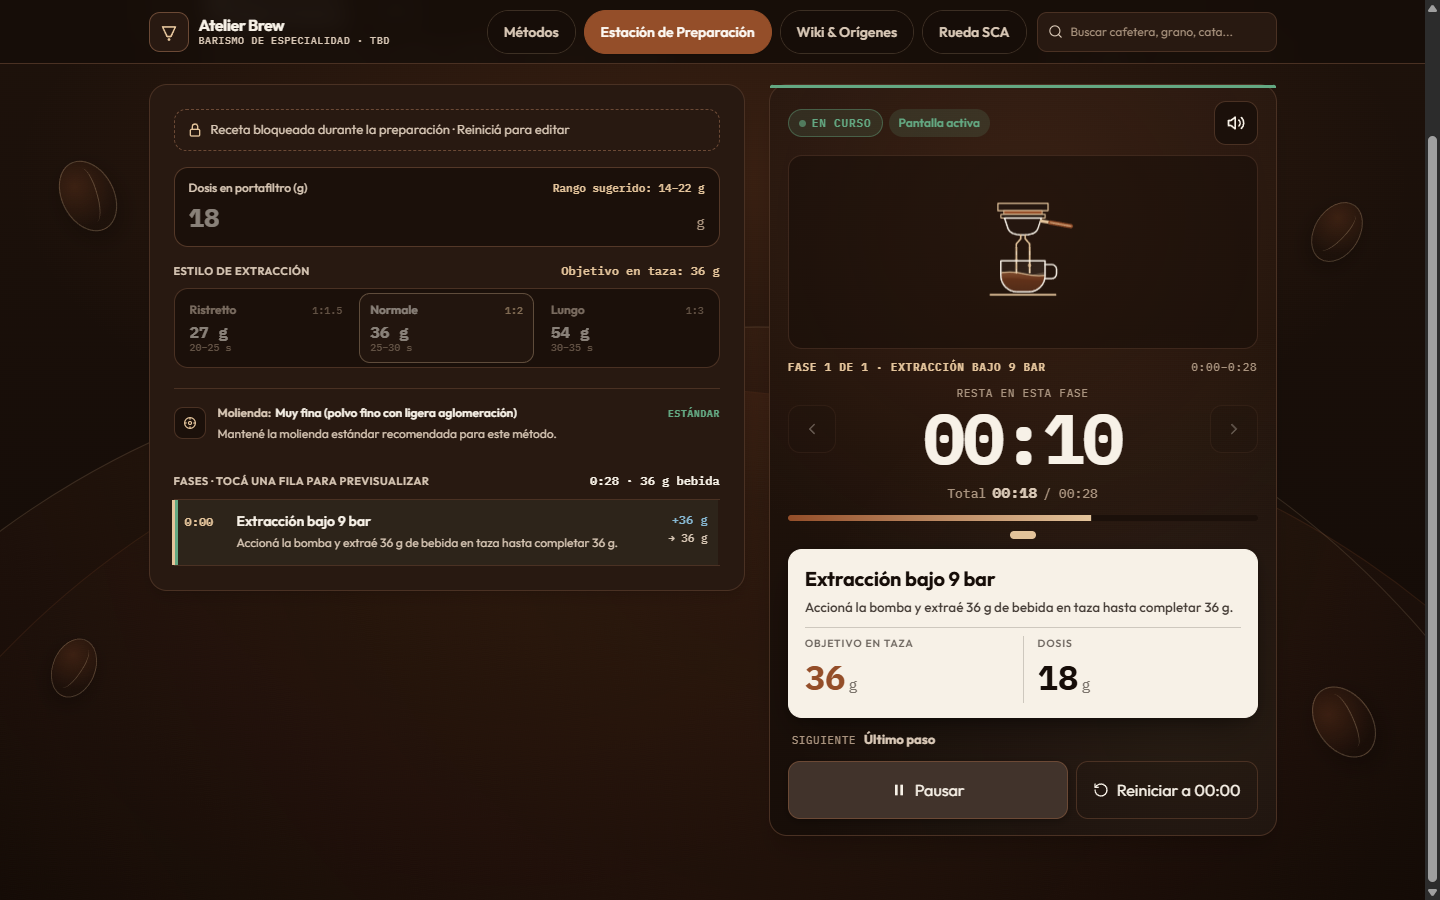 Atelier Brew
BARISMO DE ESPECIALIDAD · TBD
Métodos
Estación de Preparación
Wiki & Orígenes
Rueda SCA
Buscar cafetera, grano, cata...
Receta bloqueada durante la preparación · Reiniciá para editar
Dosis en portafiltro (g)
Rango sugerido: 14–22 g
18
g
ESTILO DE EXTRACCIÓN
Objetivo en taza: 36 g
Ristretto 1:1.5
27 g
20–25 s
Normale 1:2
36 g
25–30 s
Lungo 1:3
54 g
30–35 s
Molienda: Muy fina (polvo fino con ligera aglomeración)
ESTÁNDAR
Mantené la molienda estándar recomendada para este método.
FASES · TOCÁ UNA FILA PARA PREVISUALIZAR
0:28 · 36 g bebida
0:00
Extracción bajo 9 bar
+36 g
Accioná la bomba y extraé 36 g de bebida en taza hasta completar 36 g.
→ 36 g
EN CURSO
Pantalla activa
FASE 1 DE 1 · EXTRACCIÓN BAJO 9 BAR
0:00–0:28
RESTA EN ESTA FASE
00:10
Total 00:18 / 00:28
Extracción bajo 9 bar
Accioná la bomba y extraé 36 g de bebida en taza hasta completar 36 g.
OBJETIVO EN TAZA
36 g
DOSIS
18 g
SIGUIENTE Último paso
Pausar
Reiniciar a 00:00